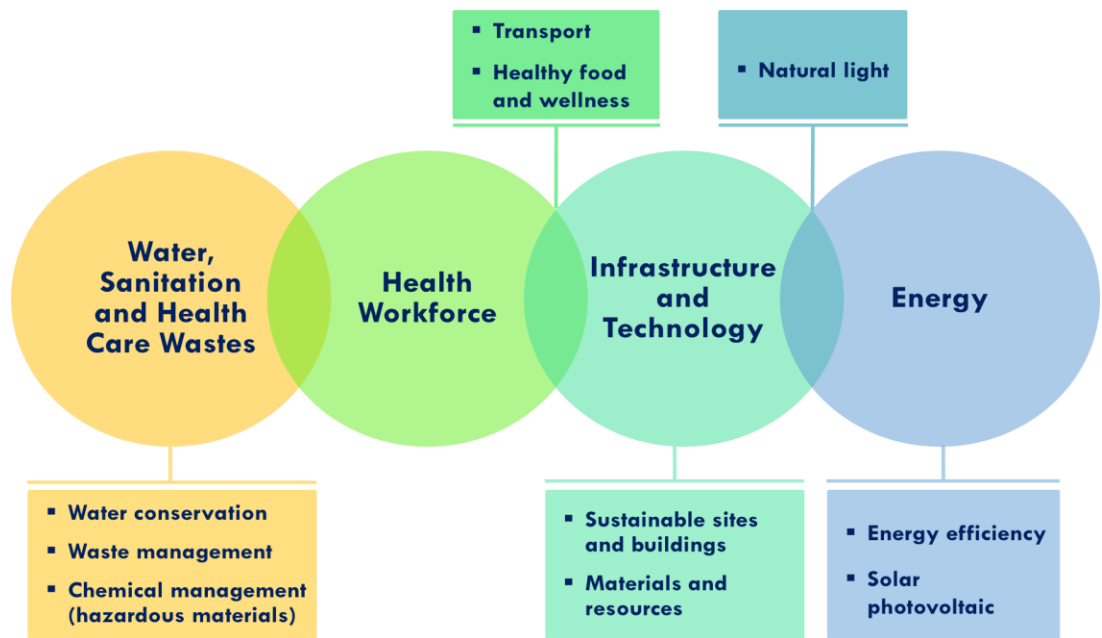 ▪ Transport
▪ Healthy food
and wellness
▪ Natural light
Water,
Sanitation
and Health
Care Wastes
Health
Workforce
Infrastructure
and
Technology
Energy
▪ Water conservation
▪ Waste management
▪ Chemical management
(hazardous materials)
▪ Sustainable sites
and buildings
▪ Materials and
resources
▪ Energy efficiency
▪ Solar
photovoltaic